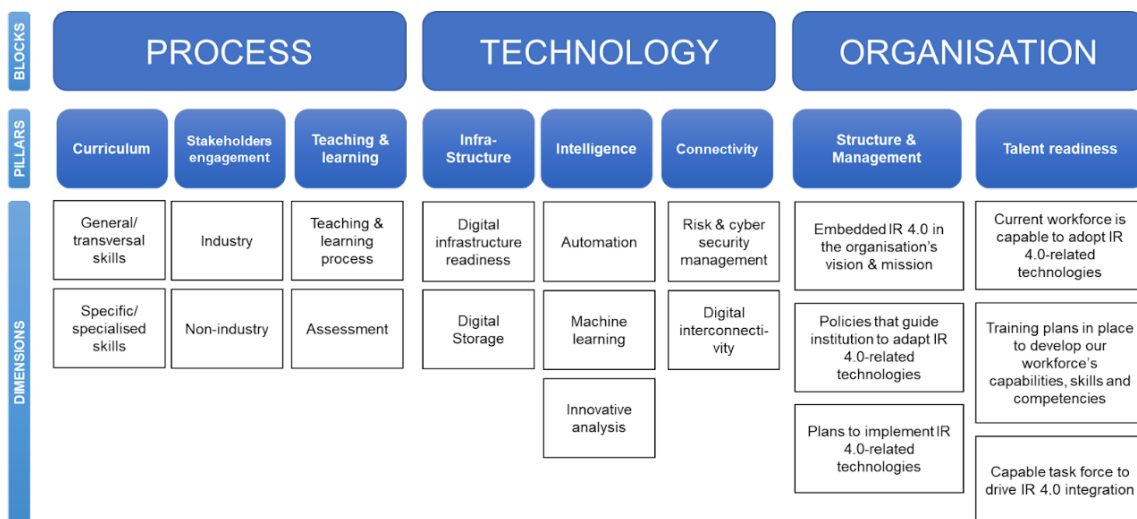 BLOCKS
PROCESS
TECHNOLOGY
ORGANISATION
PILLARS
Curriculum
Stakeholders
engagement
Teaching &
learning
Infra-
Structure
Intelligence
Connectivity
Structure &
Management
Talent readiness
DIMENSIONS
General/
transversal
skills
Industry
Teaching &
learning
process
Digital
infrastructure
readiness
Automation
Risk & cyber
security
management
Embedded IR 4.0 in
the organisation's
vision & mission
Current workforce is
capable to adopt IR
4.0-related
technologies
Specific/
specialised
skills
Non-industry
Assessment
Digital
Storage
Machine
learning
Digital
interconnecti-
vity
Policies that guide
institution to adapt IR
4.0-related
technologies
Training plans in place
to develop our
workforce's
capabilities, skills and
competencies
Innovative
analysis
Plans to implement IR
4.0-related
technologies
Capable task force to
drive IR 4.0 integration